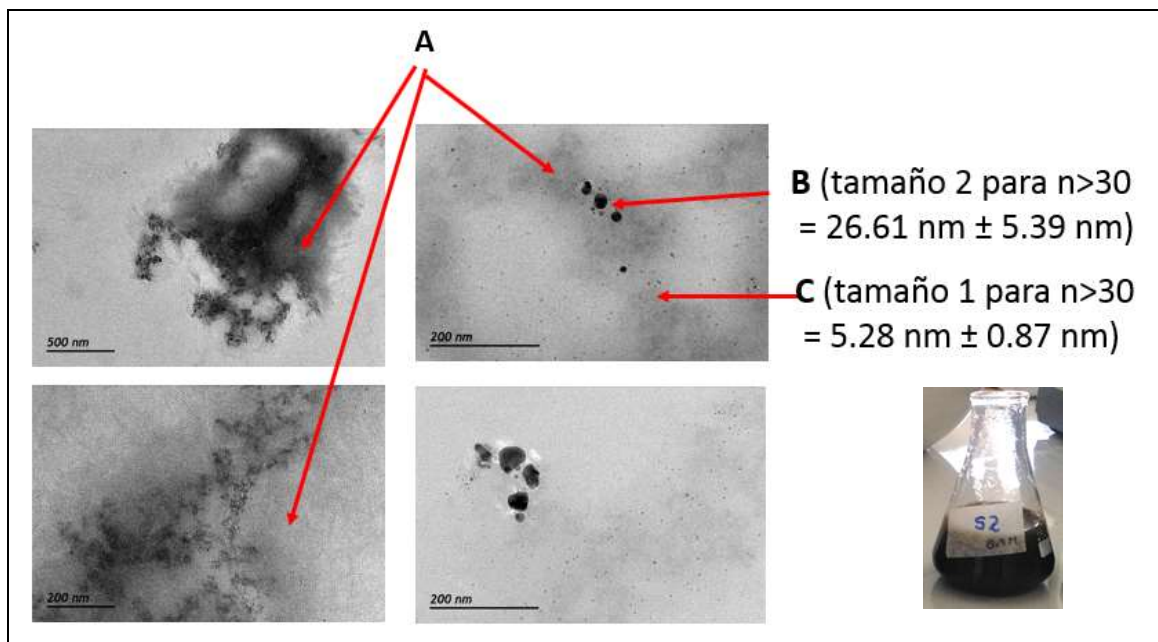 A
500 nm
200 nm
B (tamaño 2 para n>30
= 26.61 nm ± 5.39 nm)
C (tamaño 1 para n>30
= 5.28 nm ± 0.87 nm)
200 nm
200 nm
S2